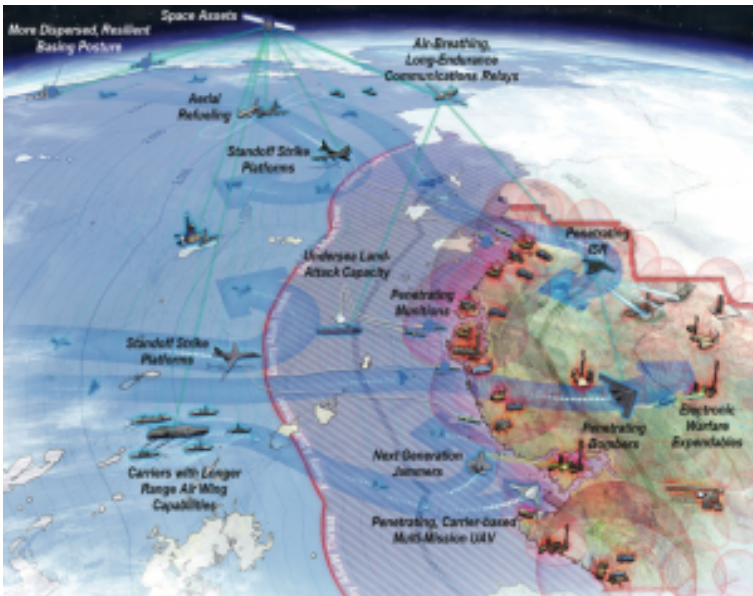 Space Assets
More Dispersed, Resilient
Basing Posture
Air-Breathing,
Long-Endurance
Communications Relays
Aerial
Refueling
Standoff Strike
Platforms
Penetrating
ISR
Undersea Land-
Attack Capacity
Penetrating
Munitions
Standoff Strike
Platforms
Penetrating
Bombers
Electronic
Warfare
Expendables
Carriers with Longer
Range Air Wing
Capabilities
Next Generation
Jammers
Penetrating, Carrier-based
Multi-Mission UAV